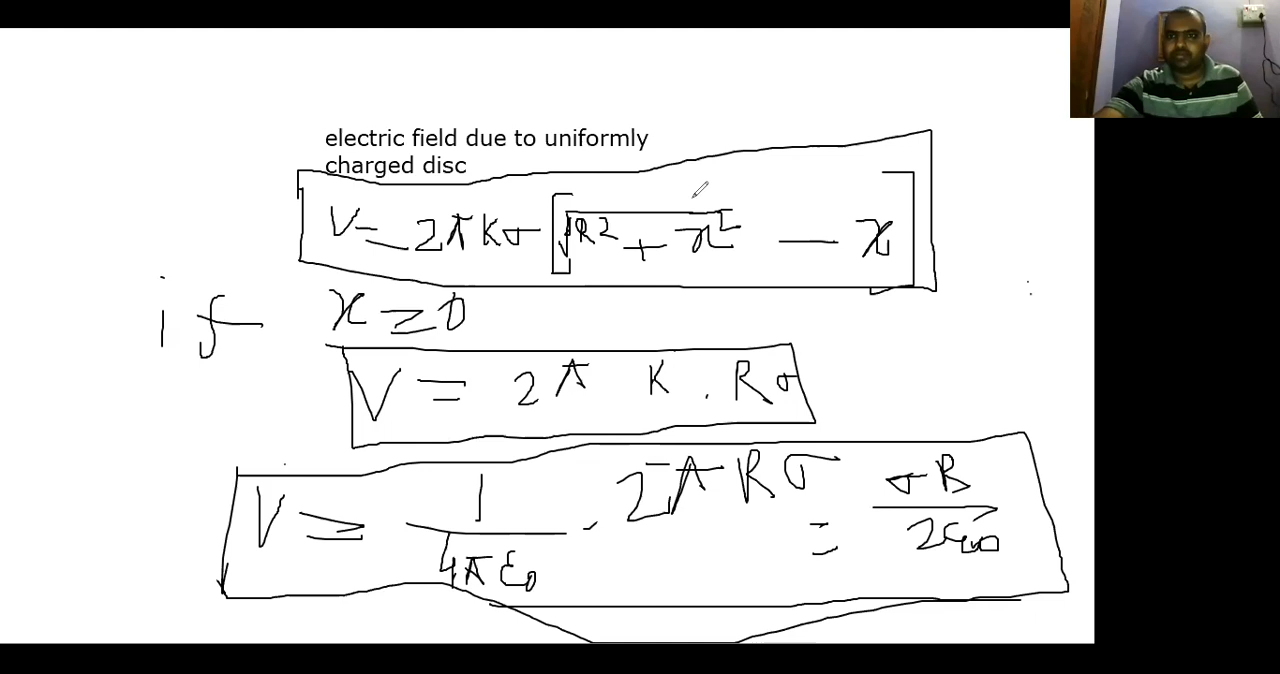 electric field due to uniformly
charged disc
V = 2πKσ [√R² + x² - x]
if x = 0
V = 2π K . Rσ
V = 1/4πε₀ . 2πRσ = σR/2ε₀